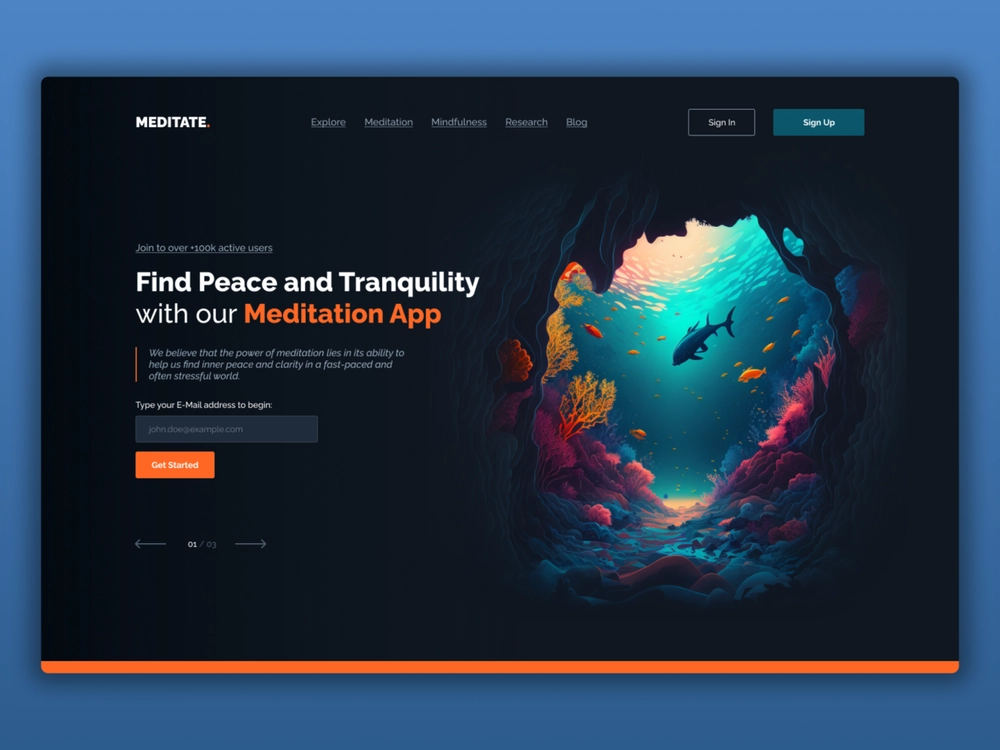 MEDITATE.
Explore Meditation Mindfulness Research Blog
Sign In
Sign Up
Join to over +100k active users
Find Peace and Tranquility
with our Meditation App
We believe that the power of meditation lies in its ability to
help us find inner peace and clarity in a fast-paced and
often stressful world.
Type your E-Mail address to begin:
john.doe@example.com
Get Started
01 / 03